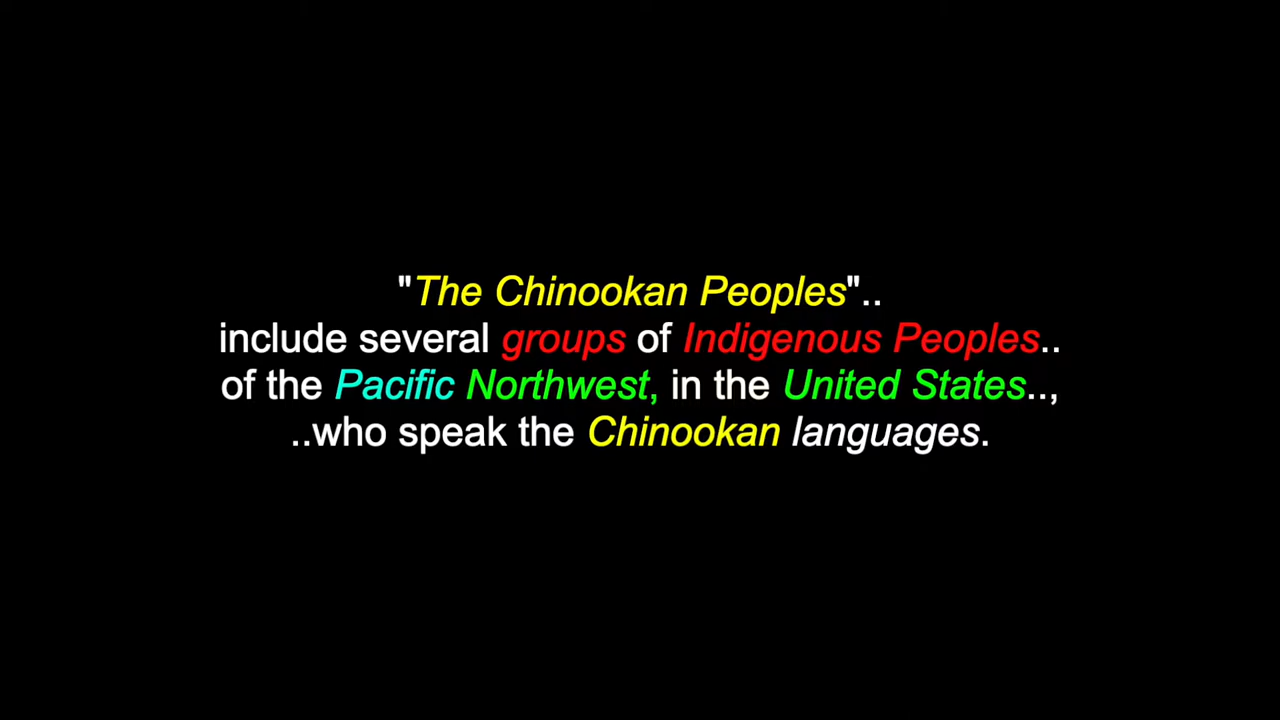 "The Chinookan Peoples"..
include several groups of Indigenous Peoples..
of the Pacific Northwest, in the United States..,
..who speak the Chinookan languages.